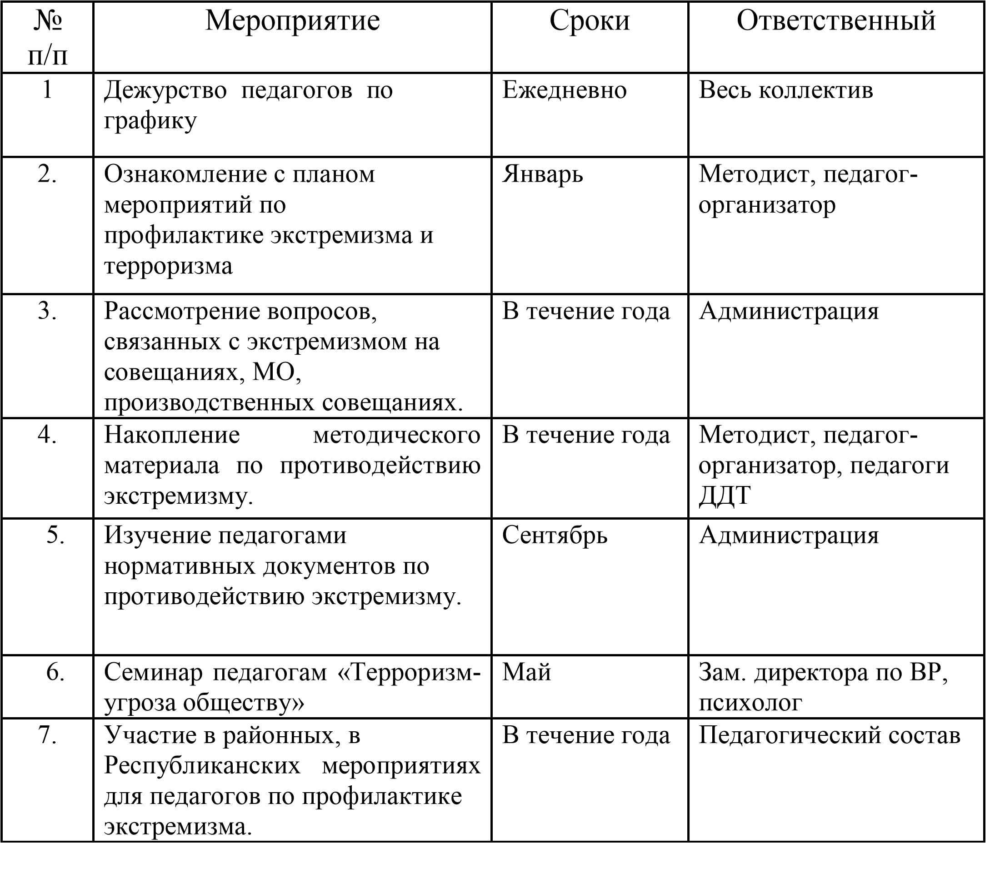 № Мероприятие Сроки Ответственный
п/п
1 Дежурство педагогов по Ежедневно Весь коллектив
графику
2. Ознакомление с планом Январь Методист, педагог-
мероприятий по организатор
профилактике экстремизма и
терроризма
3. Рассмотрение вопросов, В течение года Администрация
связанных с экстремизмом на
совещаниях, МО,
производственных совещаниях.
4. Накопление методического В течение года Методист, педагог-
материала по противодействию организатор, педагоги
экстремизму. ДДТ
5. Изучение педагогами Сентябрь Администрация
нормативных документов по
противодействию экстремизму.
6. Семинар педагогам «Терроризм- Май Зам. директора по ВР,
угроза обществу» психолог
7. Участие в районных, в В течение года Педагогический состав
Республиканских мероприятиях
для педагогов по профилактике
экстремизма.